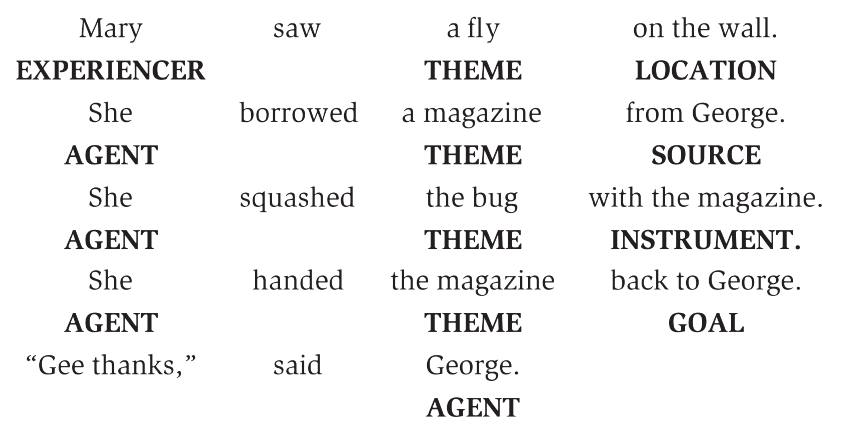 Mary saw a fly on the wall.
EXPERIENCER THEME LOCATION
She borrowed a magazine from George.
AGENT THEME SOURCE
She squashed the bug with the magazine.
AGENT THEME INSTRUMENT.
She handed the magazine back to George.
AGENT THEME GOAL
“Gee thanks,” said George.
AGENT